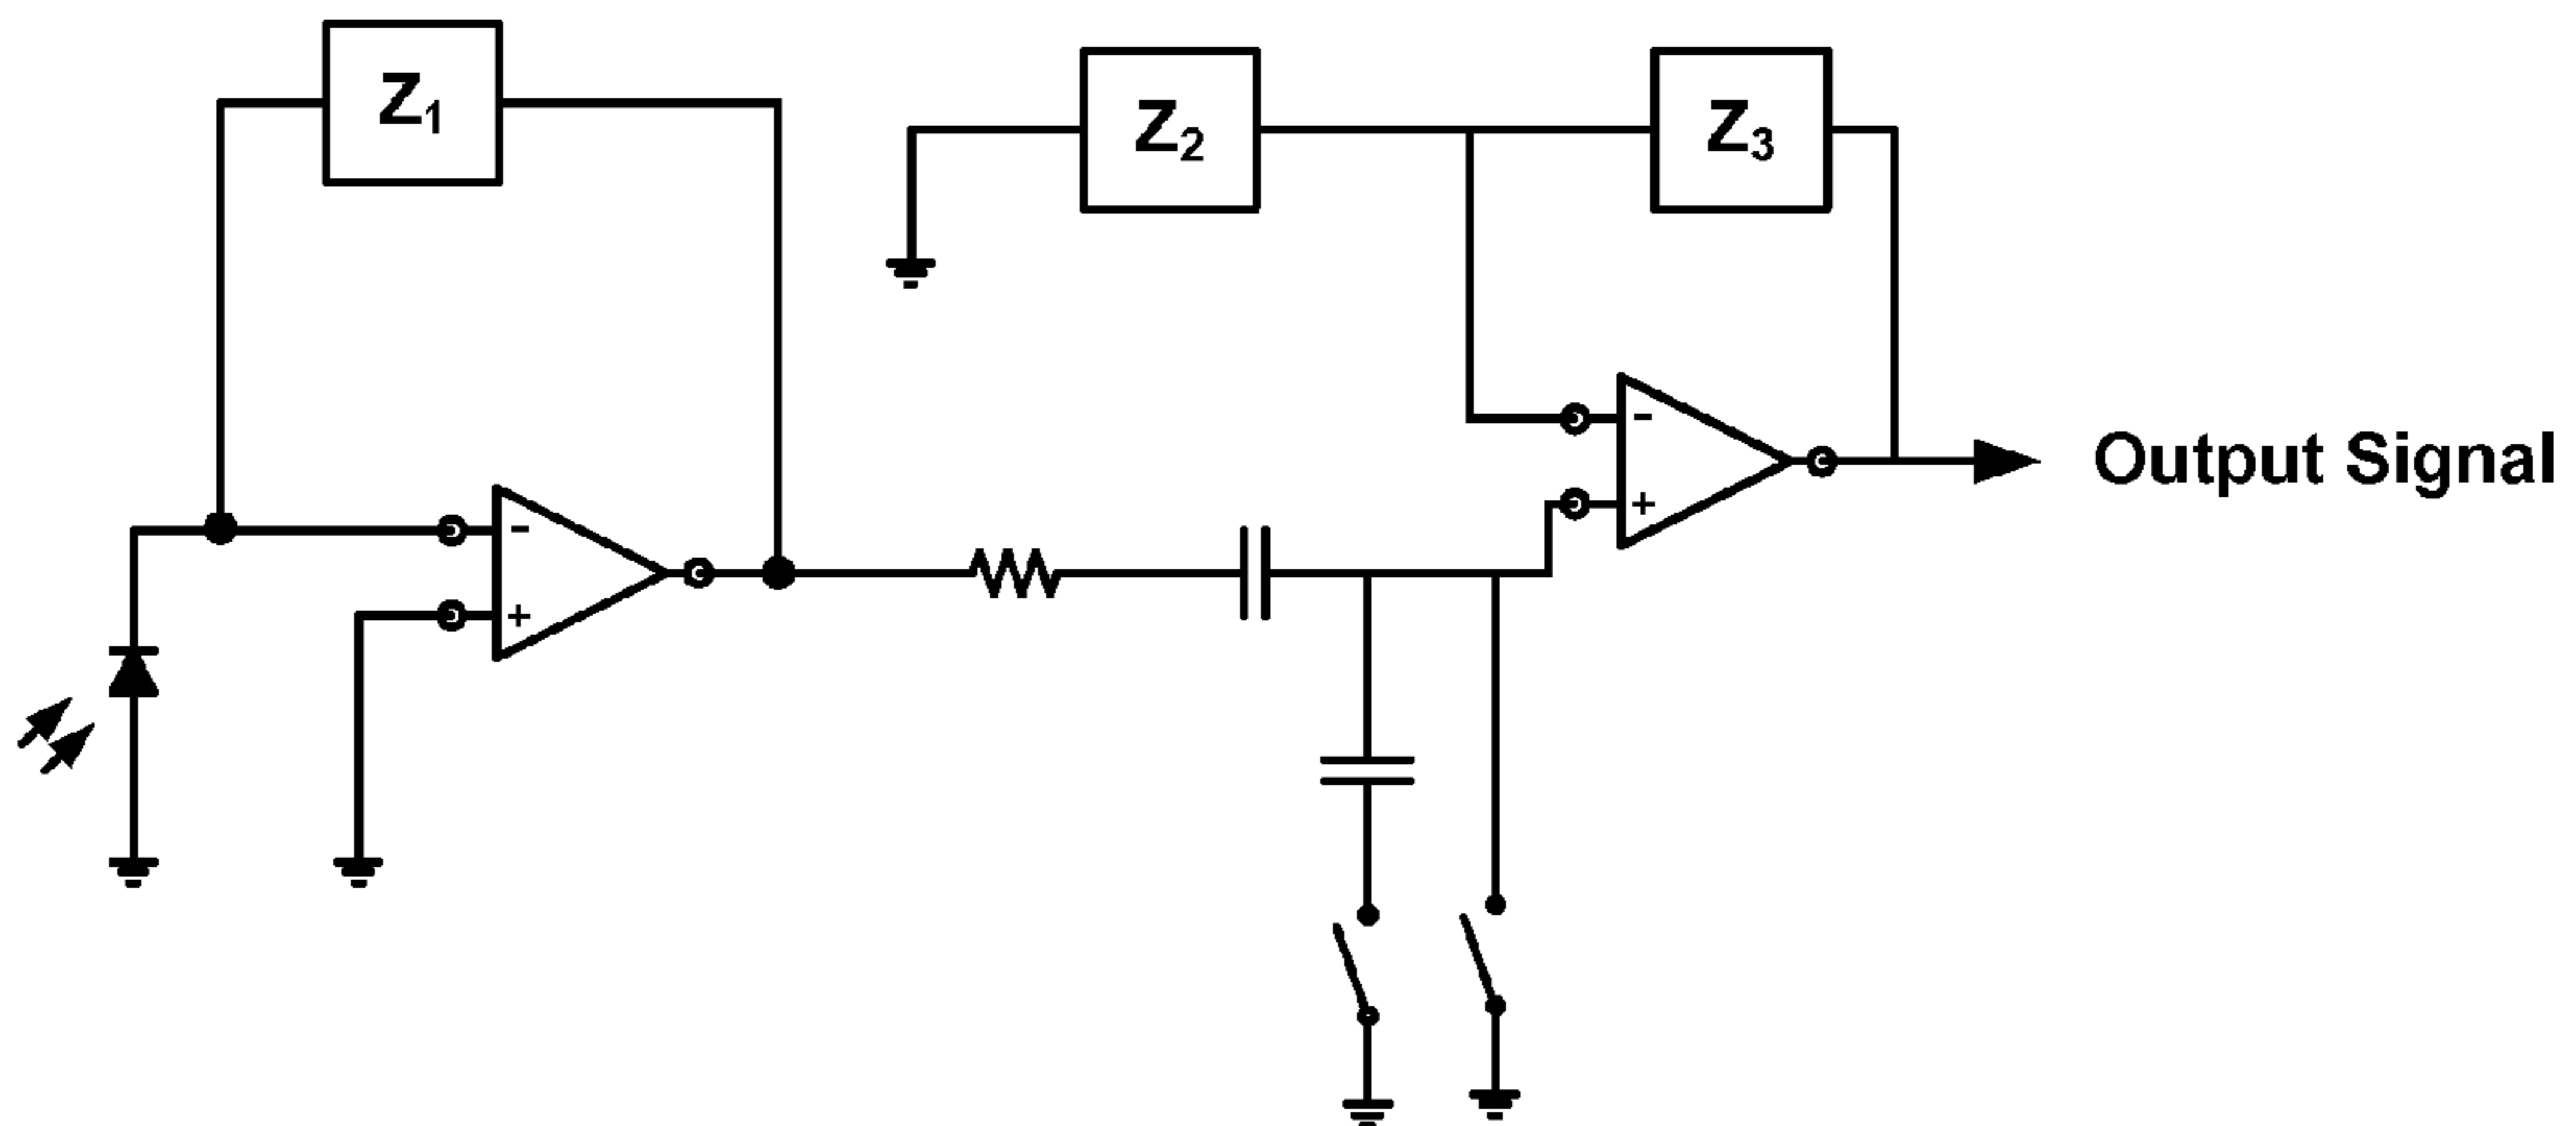 Z₁
Z₂
Z₃
-
+
-
+
Output Signal